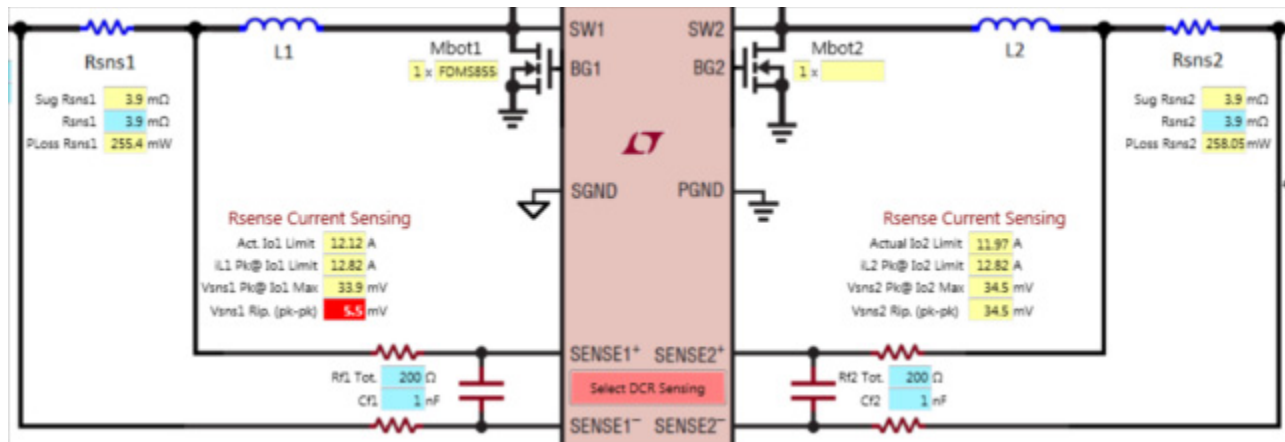 SW1
SW2
L1
L2
Rsns1
Rsns2
Mbot1
Mbot2
1 x FDMS855
1 x
BG1
BG2
Sug Rsns1 3.9 mΩ
Rsns1 3.9 mΩ
PLoss Rsns1 255.4 mW
Sug Rsns2 3.9 mΩ
Rsns2 3.9 mΩ
PLoss Rsns2 258.05 mW
SGND
PGND
Rsense Current Sensing
Act. Io1 Limit 12.12 A
iL1 Pk@ Io1 Limit 12.82 A
Vsns1 Pk@ Io1 Max 33.9 mV
Vsns1 Rip. (pk-pk) 5.5 mV
Rsense Current Sensing
Actual Io2 Limit 11.97 A
iL2 Pk@ Io2 Limit 12.82 A
Vsns2 Pk@ Io2 Max 34.5 mV
Vsns2 Rip. (pk-pk) 34.5 mV
SENSE1+
SENSE2+
Rf1 Tot. 200 Ω
Cf1 1 nF
Select DCR Sensing
Rf2 Tot. 200 Ω
Cf2 1 nF
SENSE1−
SENSE2−